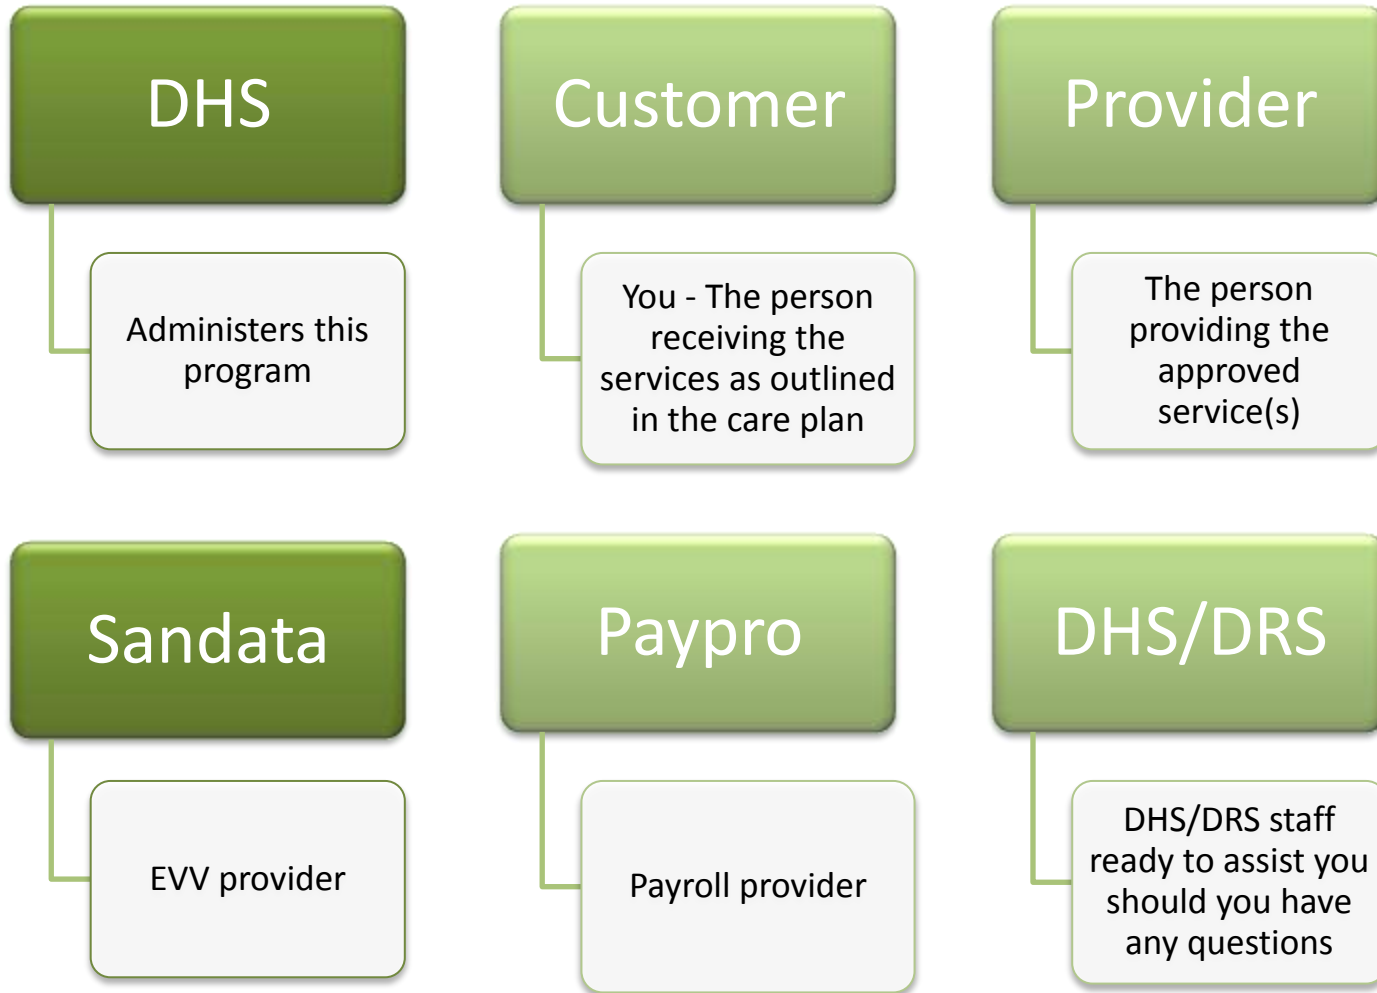 DHS
Administers this
program
Customer
You - The person
receiving the
services as outlined
in the care plan
Provider
The person
providing the
approved
service(s)
Sandata
EVV provider
Paypro
Payroll provider
DHS/DRS
DHS/DRS staff
ready to assist you
should you have
any questions